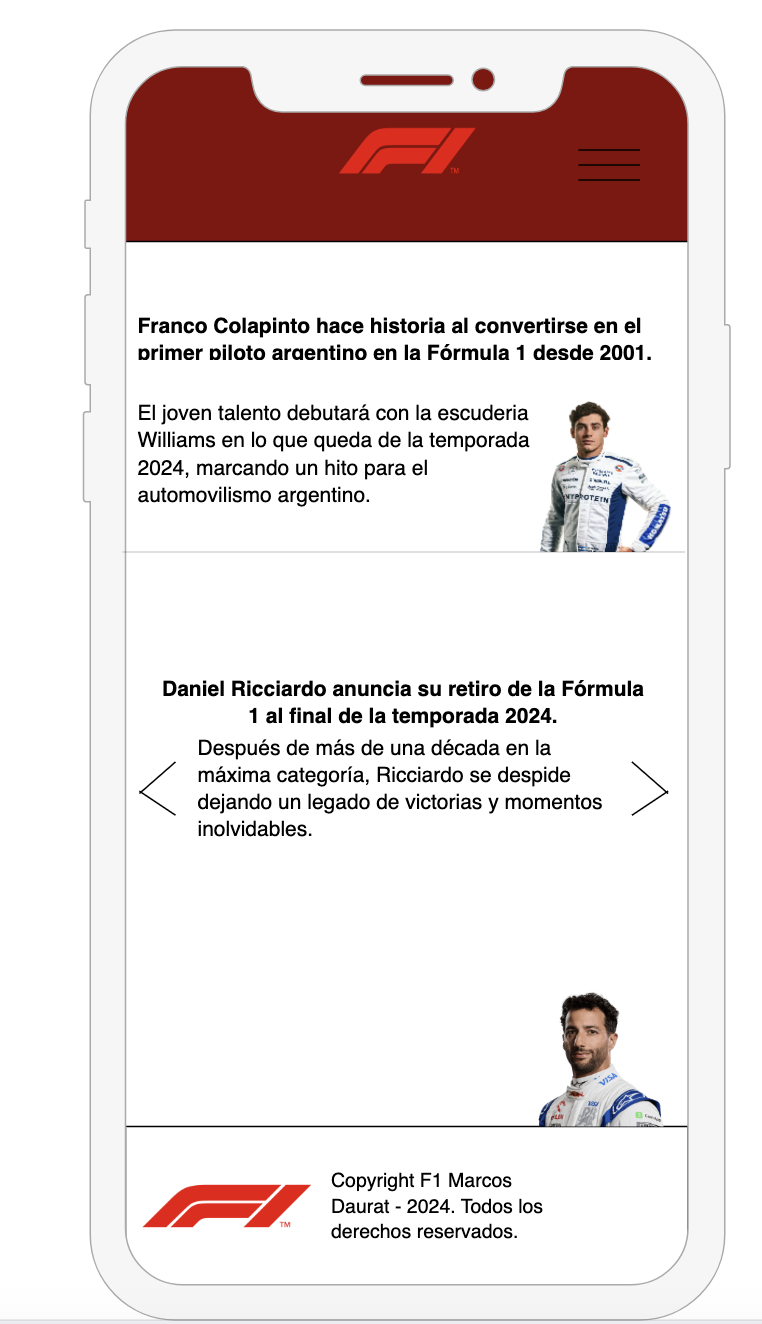 F1
TM
Franco Colapinto hace historia al convertirse en el
primer piloto argentino en la Fórmula 1 desde 2001.
El joven talento debutará con la escuderia
Williams en lo que queda de la temporada
2024, marcando un hito para el
automovilismo argentino.
KOMATSU
Daniel Ricciardo anuncia su retiro de la Fórmula
1 al final de la temporada 2024.
Después de más de una década en la
máxima categoría, Ricciardo se despide
dejando un legado de victorias y momentos
inolvidables.
VISA
VISA
F1
TM
Copyright F1 Marcos
Daurat - 2024. Todos los
derechos reservados.